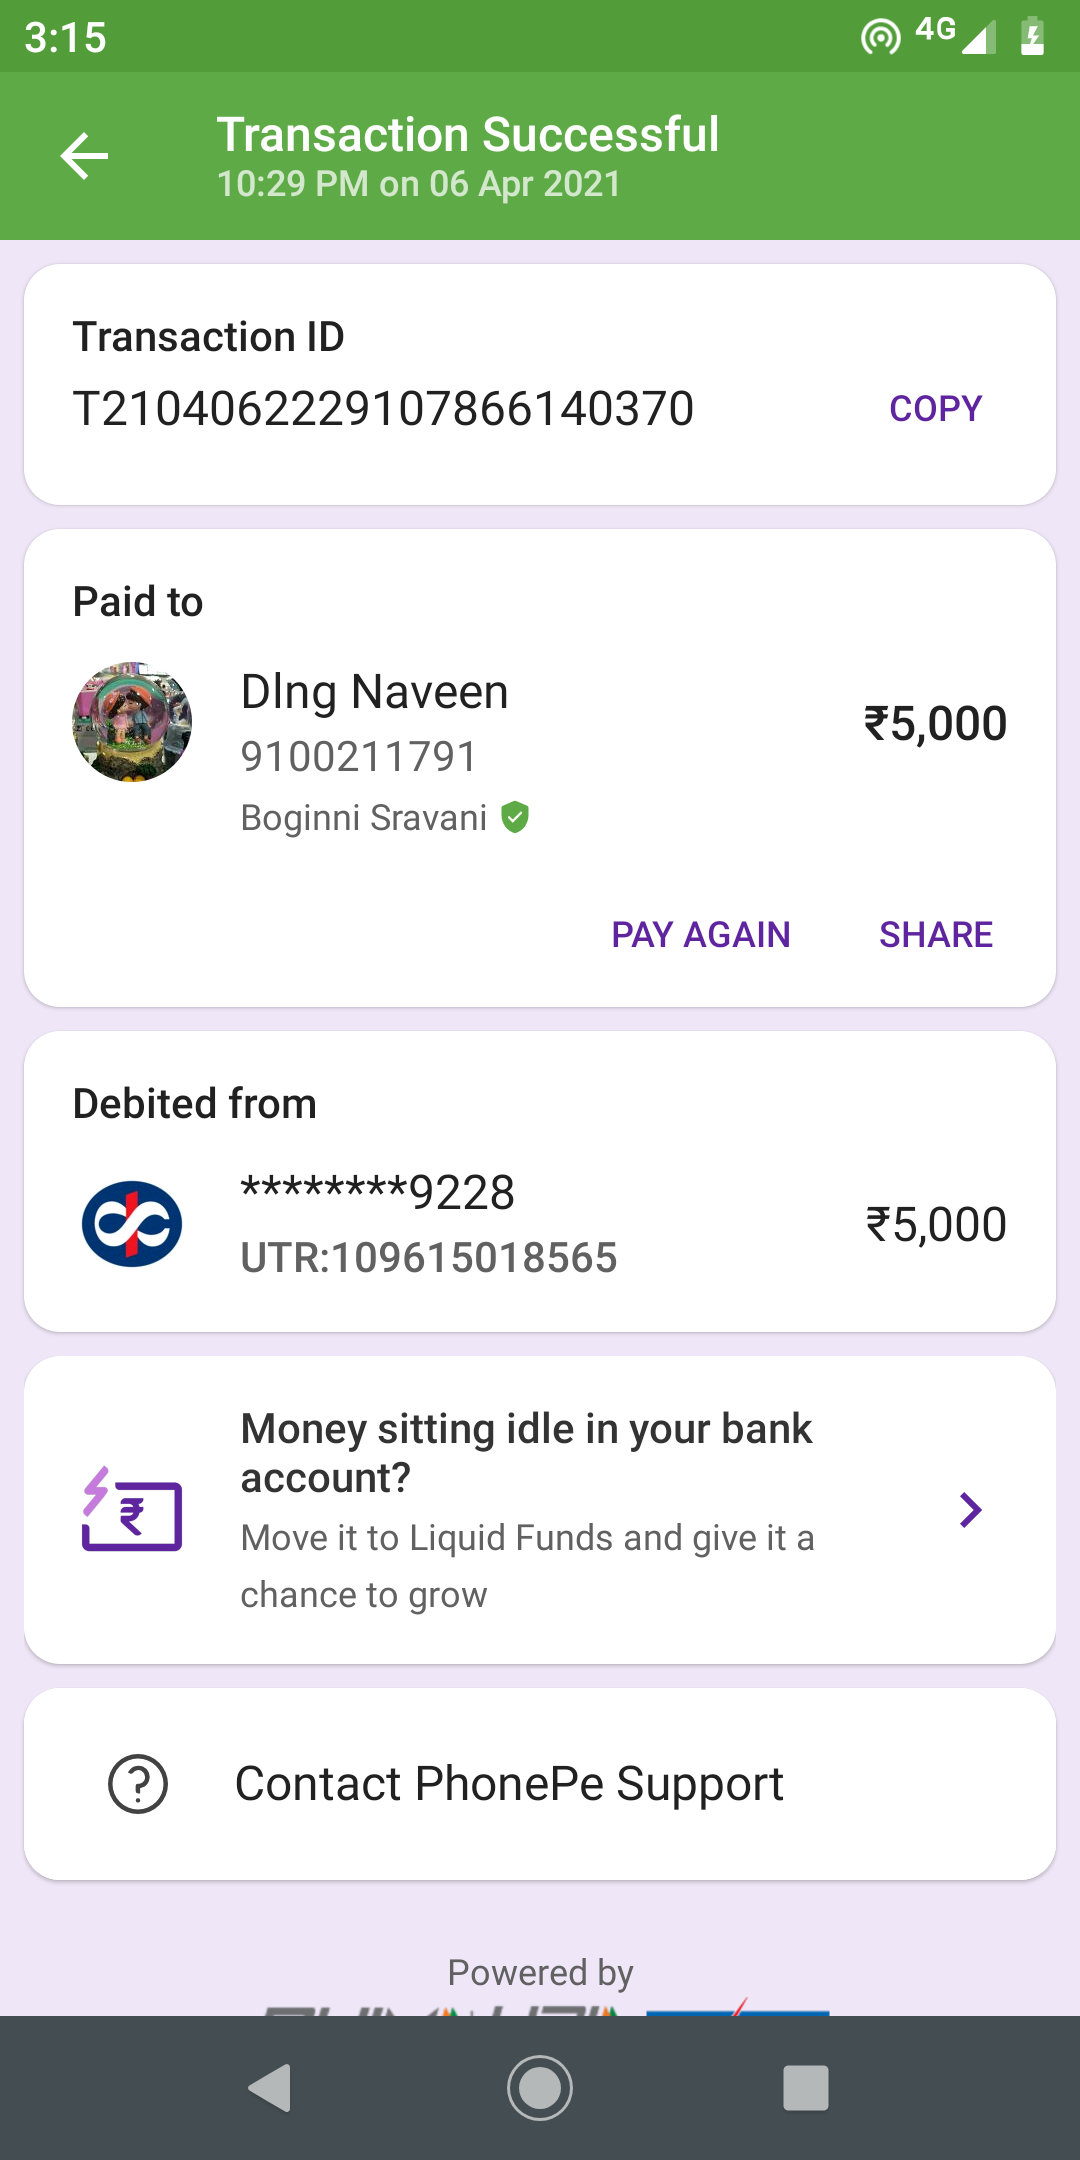 3:15
4G
Transaction Successful
10:29 PM on 06 Apr 2021
Transaction ID
T2104062229107866140370
COPY
Paid to
Dlng Naveen
₹5,000
9100211791
Boginni Sravani
PAY AGAIN
SHARE
Debited from
********9228
₹5,000
UTR:109615018565
Money sitting idle in your bank
account?
Move it to Liquid Funds and give it a
chance to grow
Contact PhonePe Support
Powered by